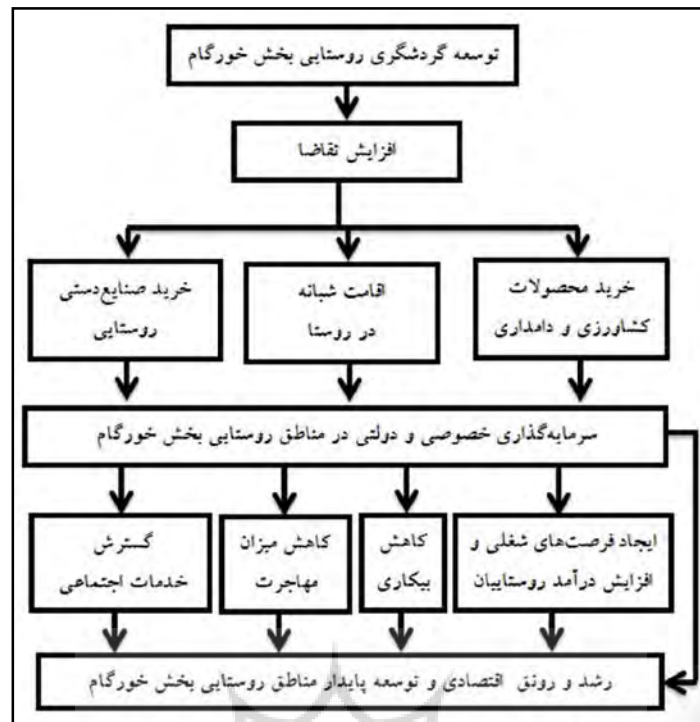 توسعه گردشگری روستایی بخش خورگام
افزایش تقاضا
خرید محصولات
کشاورزی و دامداری
اقامت شبانه
در روستا
خرید صنایع‌دستی
روستایی
سرمایه‌گذاری خصوصی و دولتی در مناطق روستایی بخش خورگام
ایجاد فرصت‌های شغلی و
افزایش درآمد روستاییان
کاهش
بیکاری
کاهش میزان
مهاجرت
گسترش
خدمات اجتماعی
رشد و رونق اقتصادی و توسعه پایدار مناطق روستایی بخش خورگام